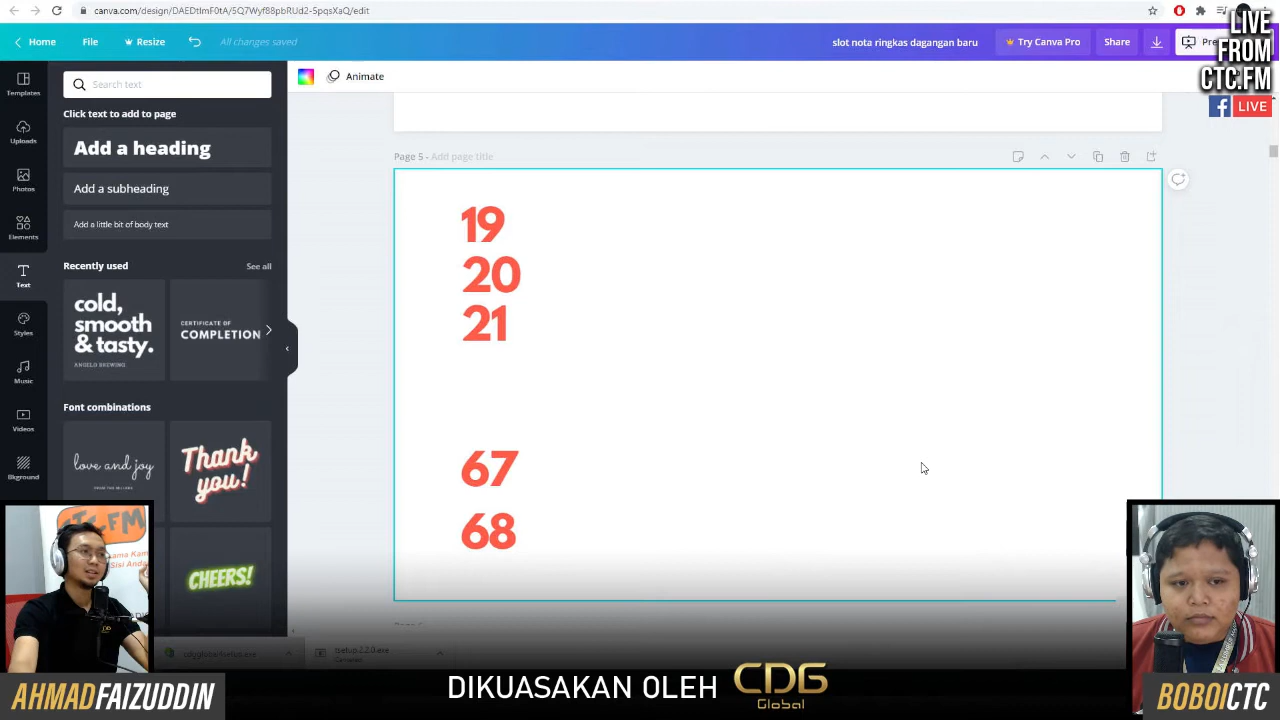 canva.com/design/DAEDtImF0tA/5Q7Wyf88pbRUd2-5pqsXaQ/edit
Home File Resize All changes saved slot nota ringkas dagangan baru Try Canva Pro Share
LIVE
FROM
CTC.FM
LIVE
Templates
Uploads
Photos
Elements
Text
Styles
Music
Videos
Bkground
Search text
Click text to add to page
Add a heading
Add a subheading
Add a little bit of body text
Recently used See all
cold,
smooth
& tasty.
ANGELO BREWING
CERTIFICATE OF
COMPLETION
Font combinations
love and joy
Thank
you!
CHEERS!
Animate
Page 5 - Add page title
19
20
21
67
68
CTC.FM
AHMADFAIZUDDIN
DIKUASAKAN OLEH CDG
Global
BOBOICTC